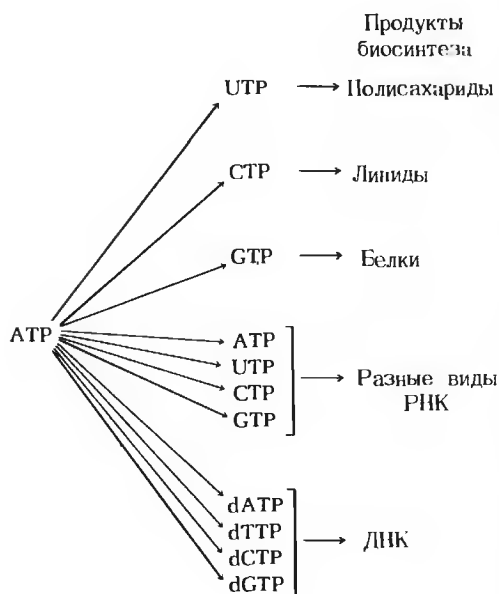 Продукты
биосинтеза
UTP → Полисахариды
CTP → Липиды
GTP → Белки
ATP
ATP
UTP
CTP
GTP
→ Разные виды
РНК
dATP
dTTP
dCTP
dGTP
→ ДНК